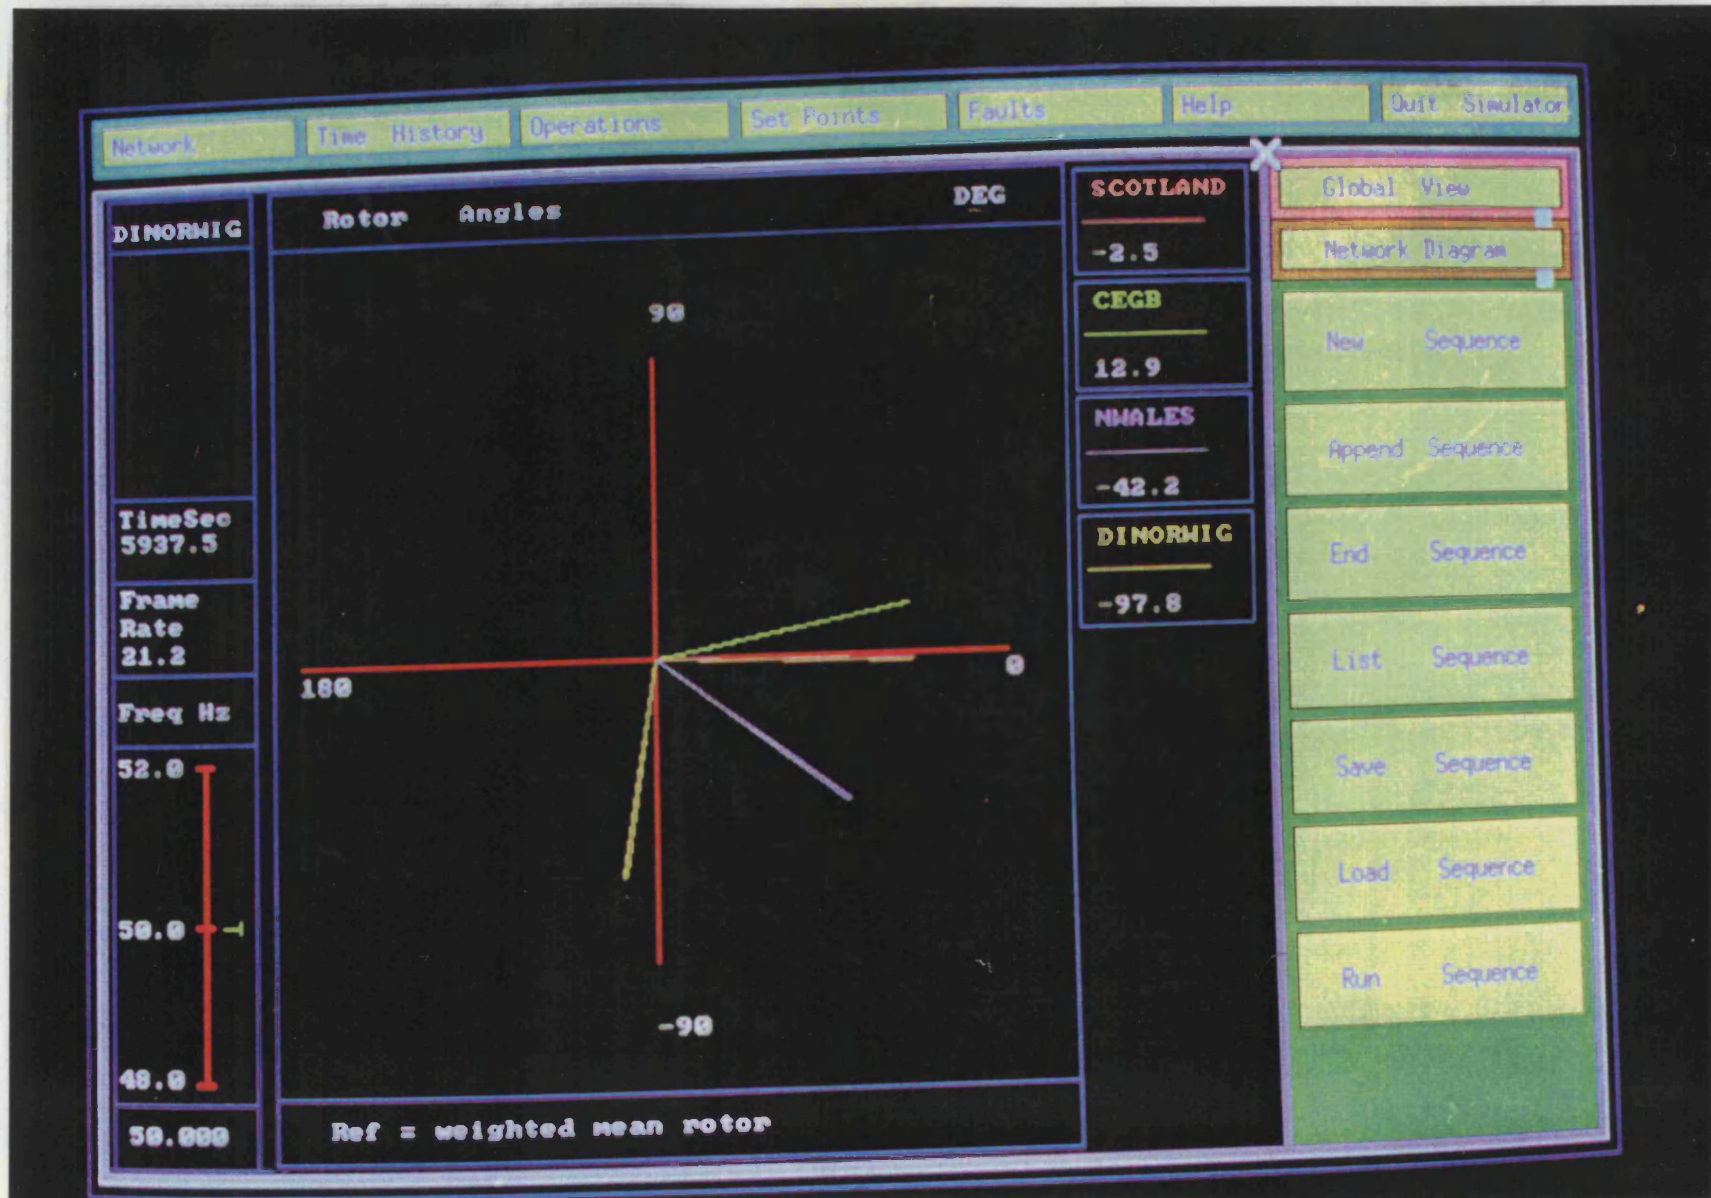 Network
Time History
Operations
Set Points
Faults
Help
Quit Simulator
DINORWIG
TimeSec
5937.5
Frame
Rate
21.2
Freq Hz
52.0
50.0
48.0
50.000
Rotor Angles
DEG
90
180
0
-90
Ref = weighted mean rotor
SCOTLAND
-2.5
CEGB
12.9
NWALES
-42.2
DINORWIG
-97.8
Global View
Network Diagram
New Sequence
Append Sequence
End Sequence
List Sequence
Save Sequence
Load Sequence
Run Sequence